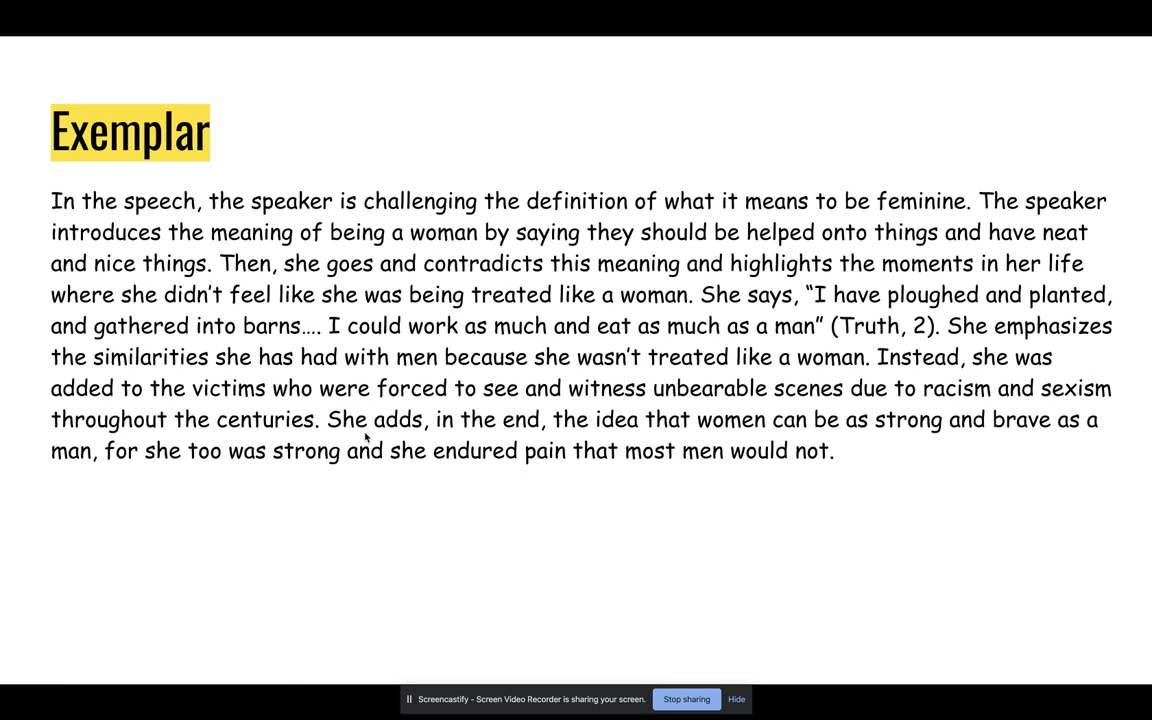 Exemplar
In the speech, the speaker is challenging the definition of what it means to be feminine. The speaker
introduces the meaning of being a woman by saying they should be helped onto things and have neat
and nice things. Then, she goes and contradicts this meaning and highlights the moments in her life
where she didn’t feel like she was being treated like a woman. She says, “I have ploughed and planted,
and gathered into barns…. I could work as much and eat as much as a man” (Truth, 2). She emphasizes
the similarities she has had with men because she wasn’t treated like a woman. Instead, she was
added to the victims who were forced to see and witness unbearable scenes due to racism and sexism
throughout the centuries. She adds, in the end, the idea that women can be as strong and brave as a
man, for she too was strong and she endured pain that most men would not.
Screencastify - Screen Video Recorder is sharing your screen. Stop sharing Hide